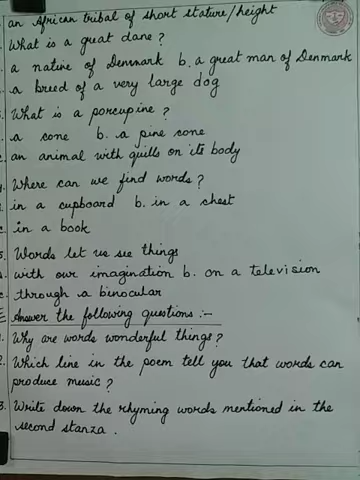 an African tribal of short stature/height
What is a great dane?
a native of Denmark b. a great man of Denmark
a breed of a very large dog
What is a porcupine?
a cone b. a pine cone
an animal with quills on its body
Where can we find words?
in a cupboard b. in a chest
in a book
Words let us see things
with our imagination b. on a television
through a binocular
Answer the following questions :-
Why are words wonderful things?
2. Which line in the poem tell you that words can
produce music?
3. Write down the rhyming words mentioned in the
second stanza.